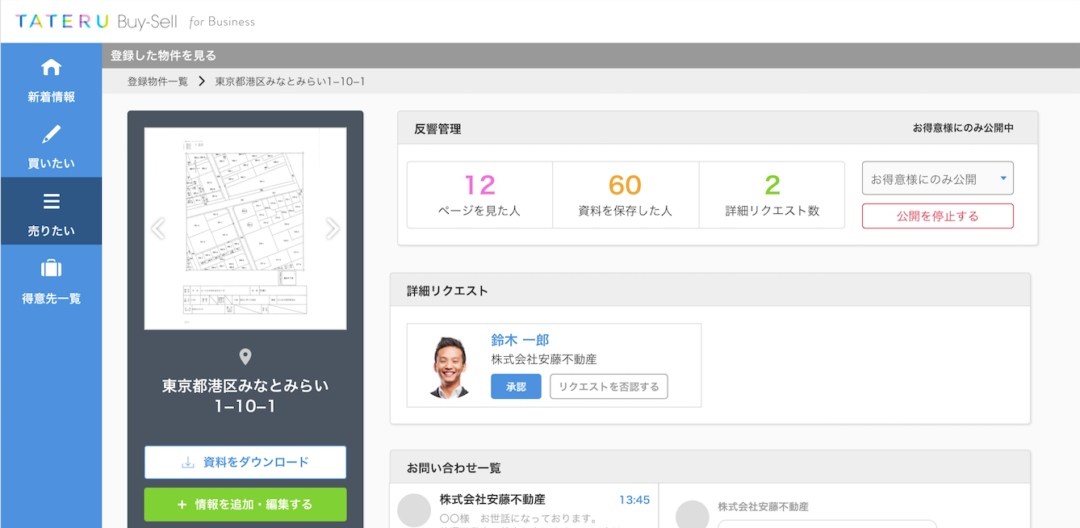 TATERU Buy-Sell for Business
登録した物件を見る
登録物件一覧 > 東京都港区みなとみらい1−10−1
新着情報
買いたい
売りたい
得意先一覧
東京都港区みなとみらい
1−10−1
資料をダウンロード
+ 情報を追加・編集する
反響管理
お得意様にのみ公開中
12
ページを見た人
60
資料を保存した人
2
詳細リクエスト数
お得意様にのみ公開
公開を停止する
詳細リクエスト
鈴木 一郎
株式会社安藤不動産
承認
リクエストを否認する
お問い合わせ一覧
株式会社安藤不動産 13:45
〇〇様 お世話になっております。
株式会社安藤不動産